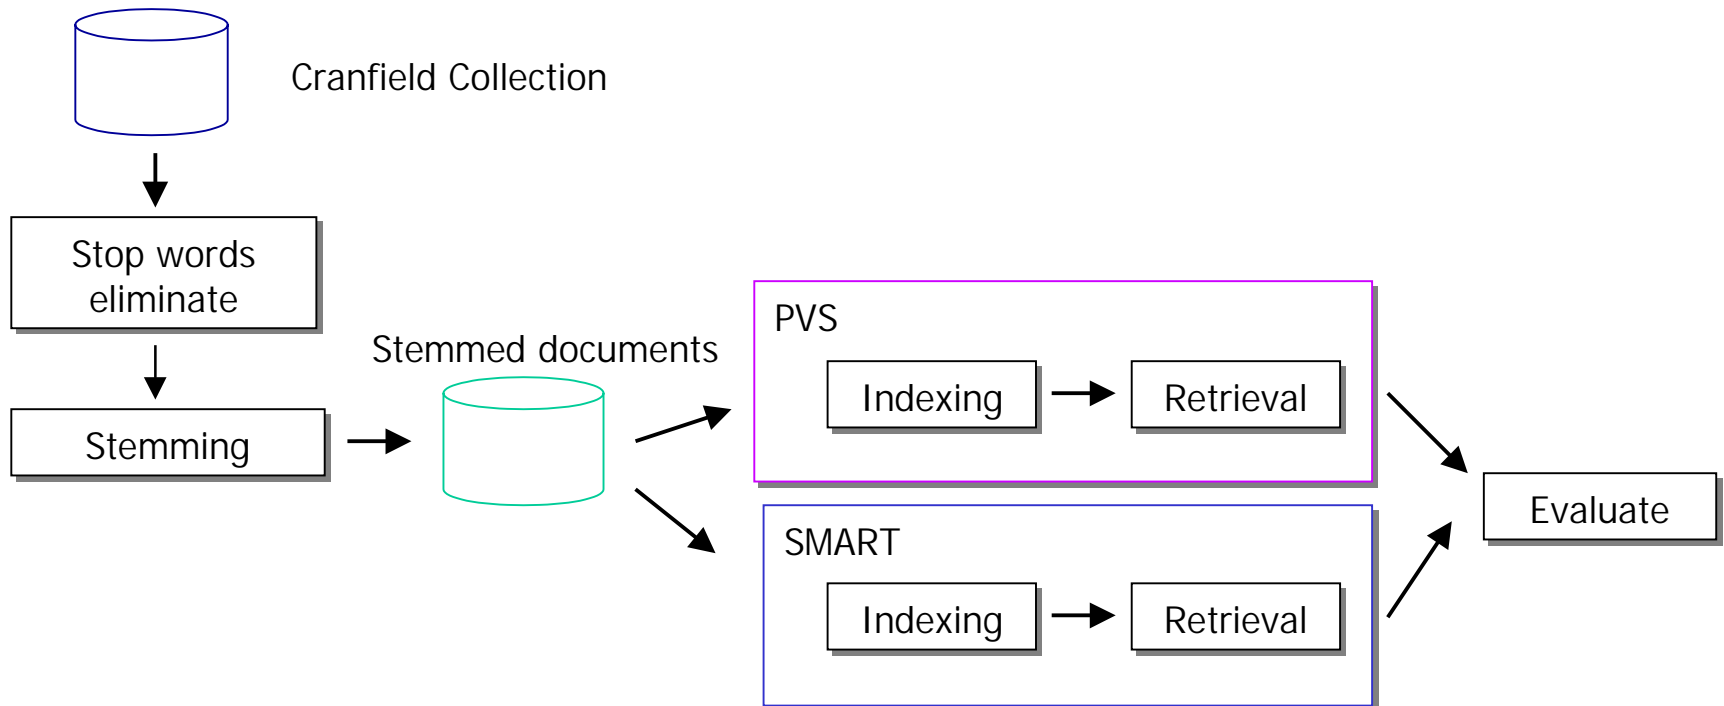 Cranfield Collection
Stop words
eliminate
Stemming
Stemmed documents
PVS
Indexing
Retrieval
SMART
Indexing
Retrieval
Evaluate